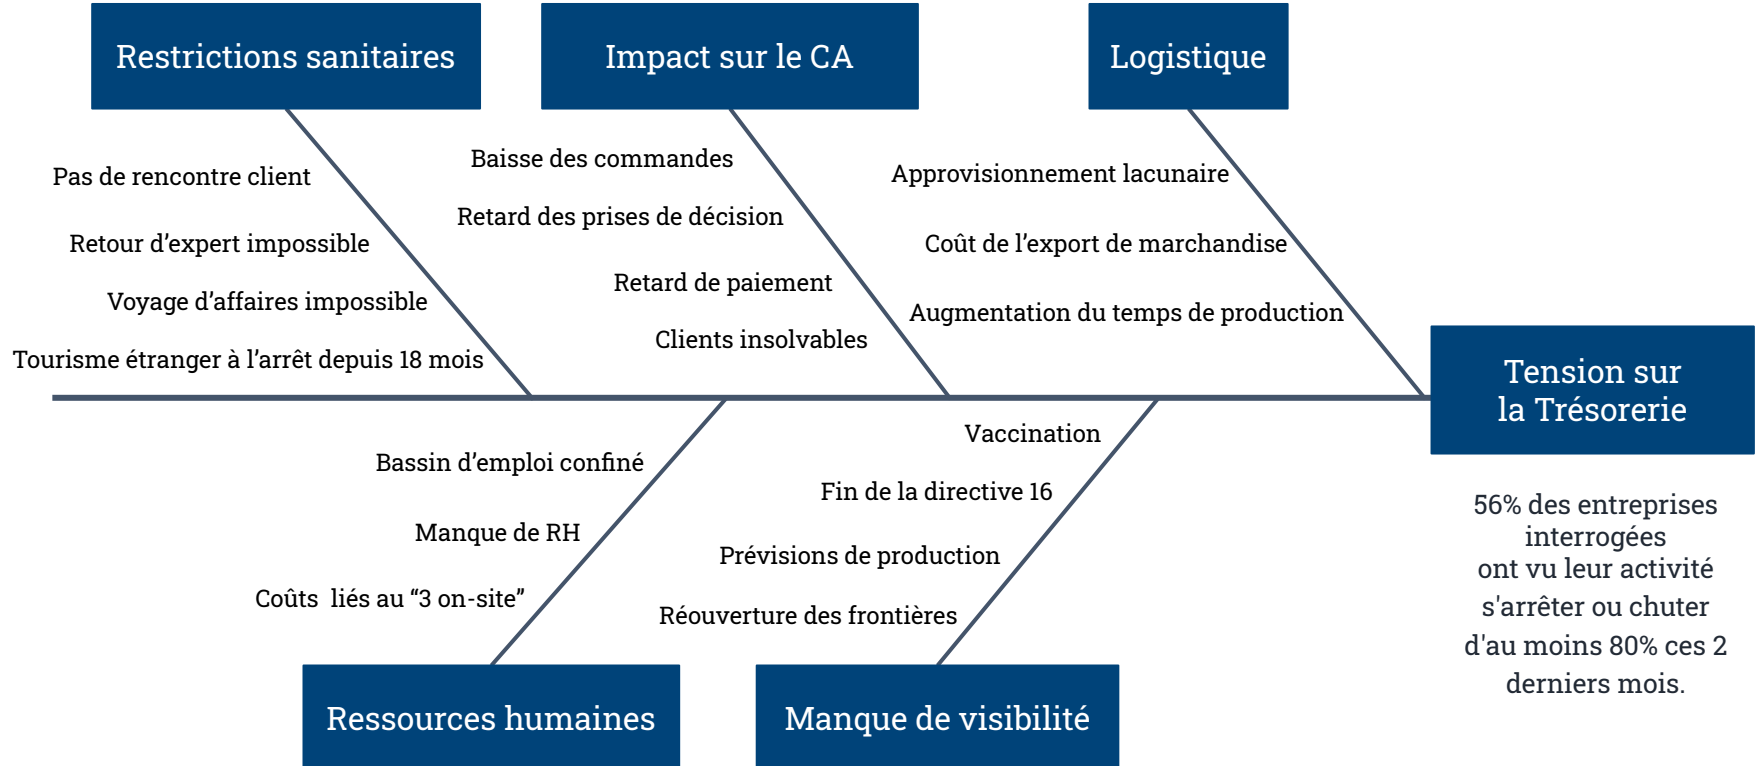 Restrictions sanitaires
Pas de rencontre client
Retour d’expert impossible
Voyage d’affaires impossible
Tourisme étranger à l’arrêt depuis 18 mois
Impact sur le CA
Baisse des commandes
Retard des prises de décision
Retard de paiement
Clients insolvables
Logistique
Approvisionnement lacunaire
Coût de l’export de marchandise
Augmentation du temps de production
Tension sur
la Trésorerie
56% des entreprises
interrogées
ont vu leur activité
s'arrêter ou chuter
d'au moins 80% ces 2
derniers mois.
Bassin d’emploi confiné
Manque de RH
Coûts  liés au “3 on-site”
Ressources humaines
Vaccination
Fin de la directive 16
Prévisions de production
Réouverture des frontières
Manque de visibilité